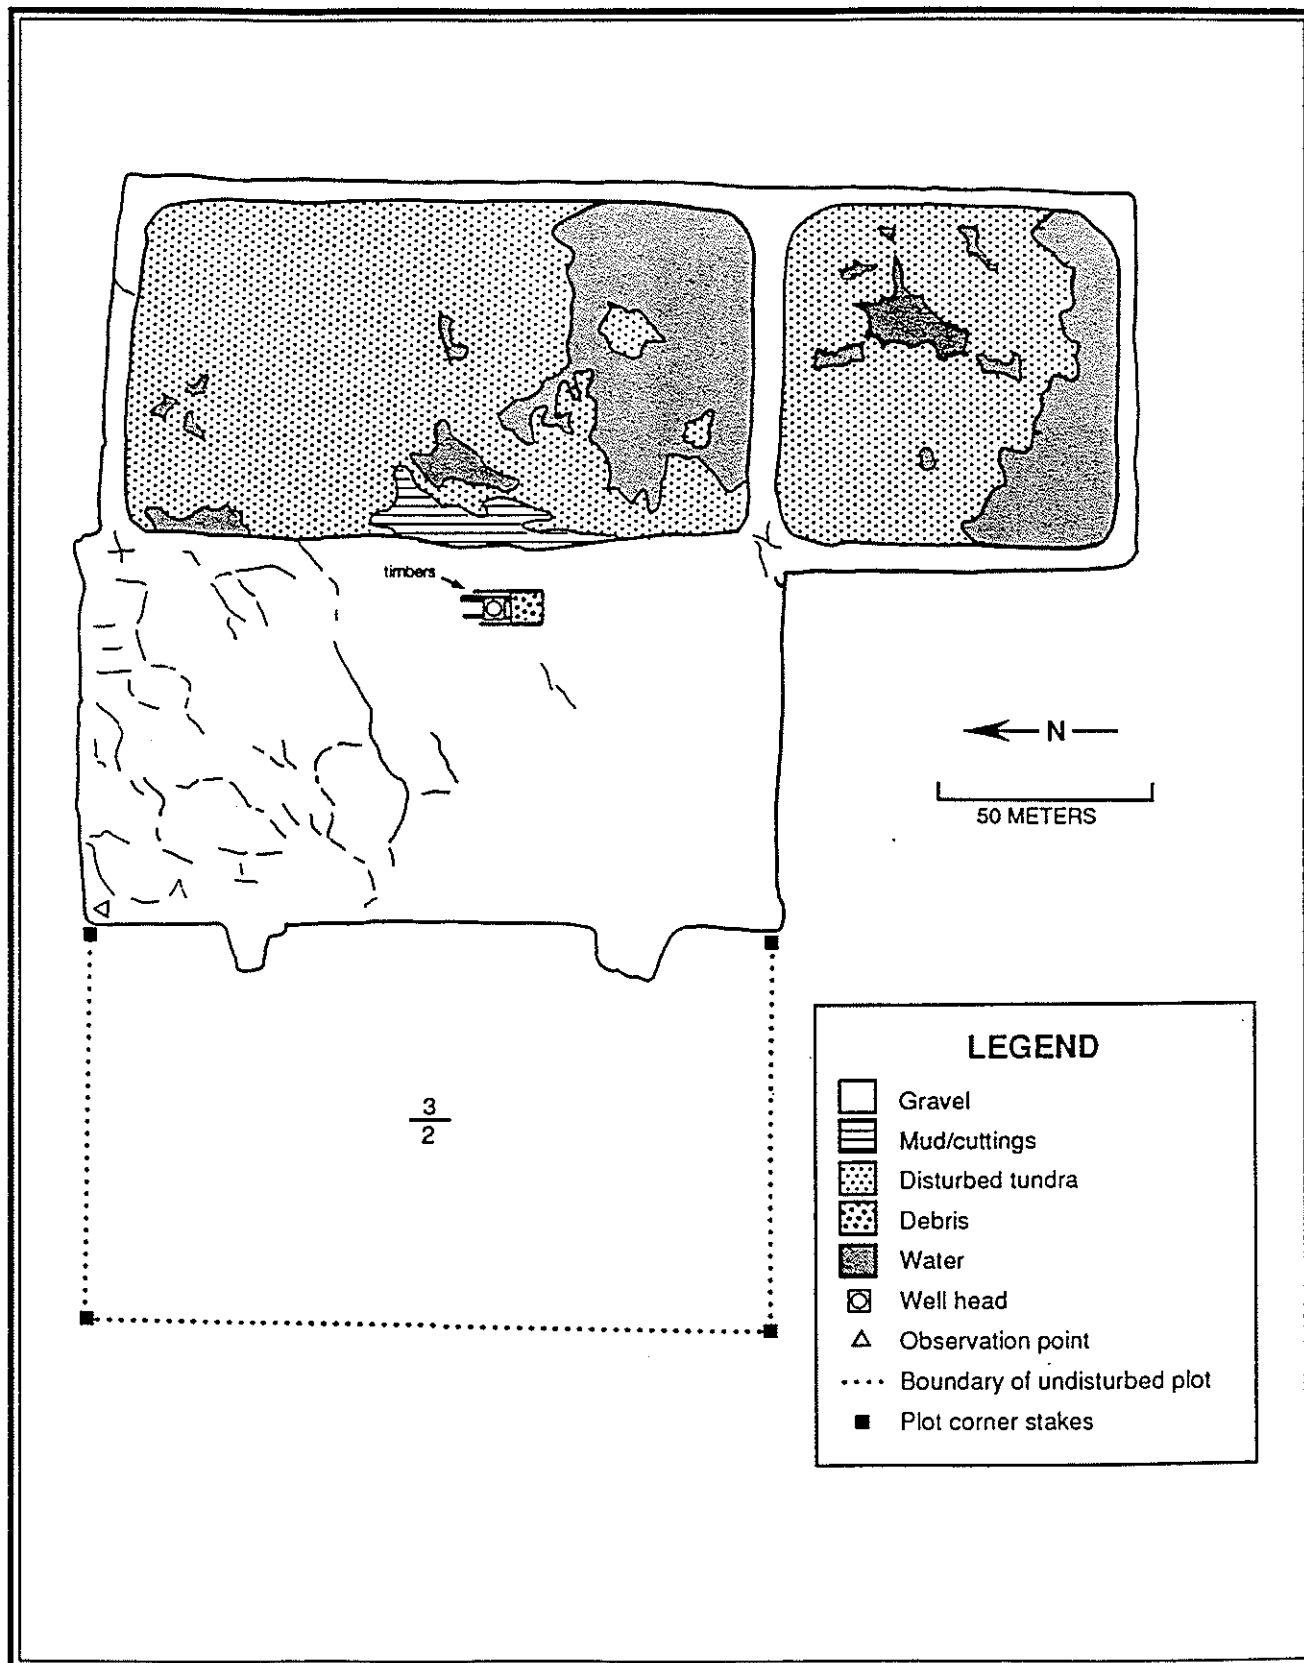 timbers
N
50 METERS
3
2
LEGEND
Gravel
Mud/cuttings
Disturbed tundra
Debris
Water
Well head
Observation point
Boundary of undisturbed plot
Plot corner stakes